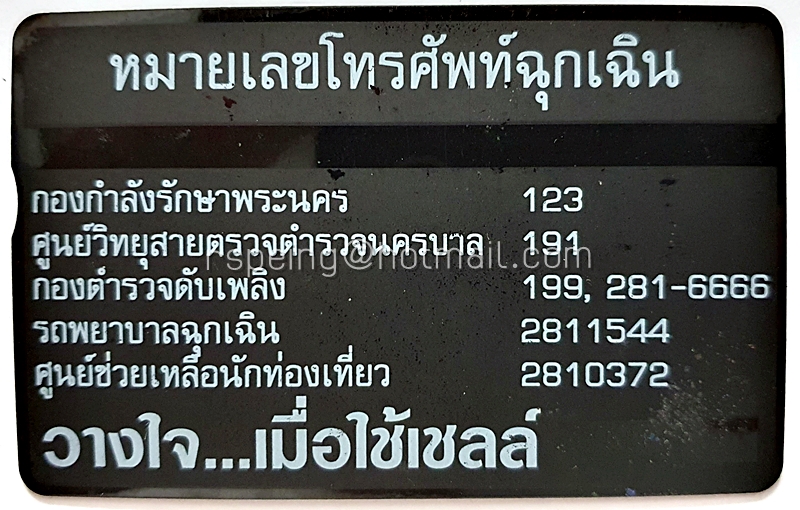 หมายเลขโทรศัพท์ฉุกเฉิน
กองกำลังรักษาพระนคร 123
ศูนย์วิทยุสายตรวจตำรวจนครบาล 191
rspeing@hotmail.com
กองตำรวจดับเพลิง 199, 281-6666
รถพยาบาลฉุกเฉิน 2811544
ศูนย์ช่วยเหลือนักท่องเที่ยว 2810372
วางใจ...เมื่อใช้เชลล์